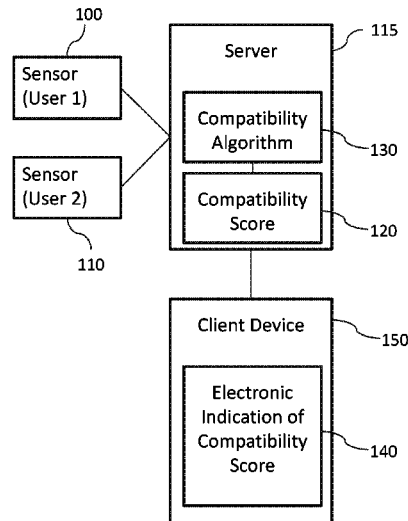 100
Sensor
(User 1)
Sensor
(User 2)
110
Server
115
Compatibility
Algorithm
130
Compatibility
Score
120
Client Device
150
Electronic
Indication of
Compatibility
Score
140